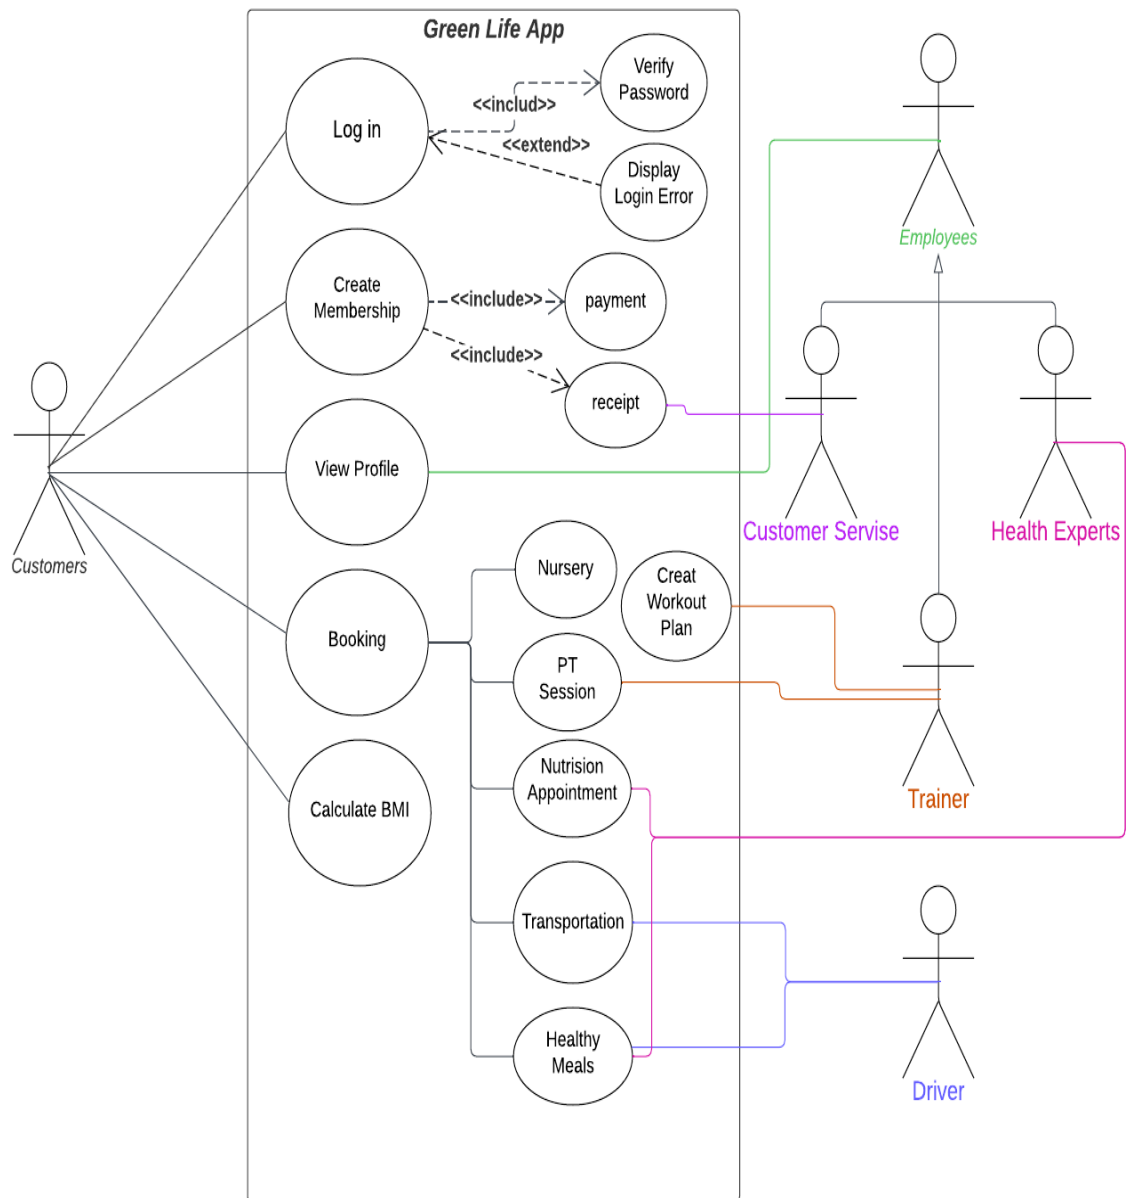 Green Life App
Log in
<<includ>>
Verify
Password
<<extend>>
Display
Login Error
Employees
Create
Membership
<<include>>
payment
<<include>>
receipt
Customers
View Profile
Customer Servise
Health Experts
Booking
Nursery
Creat
Workout
Plan
PT
Session
Trainer
Nutrision
Appointment
Calculate BMI
Transportation
Healthy
Meals
Driver